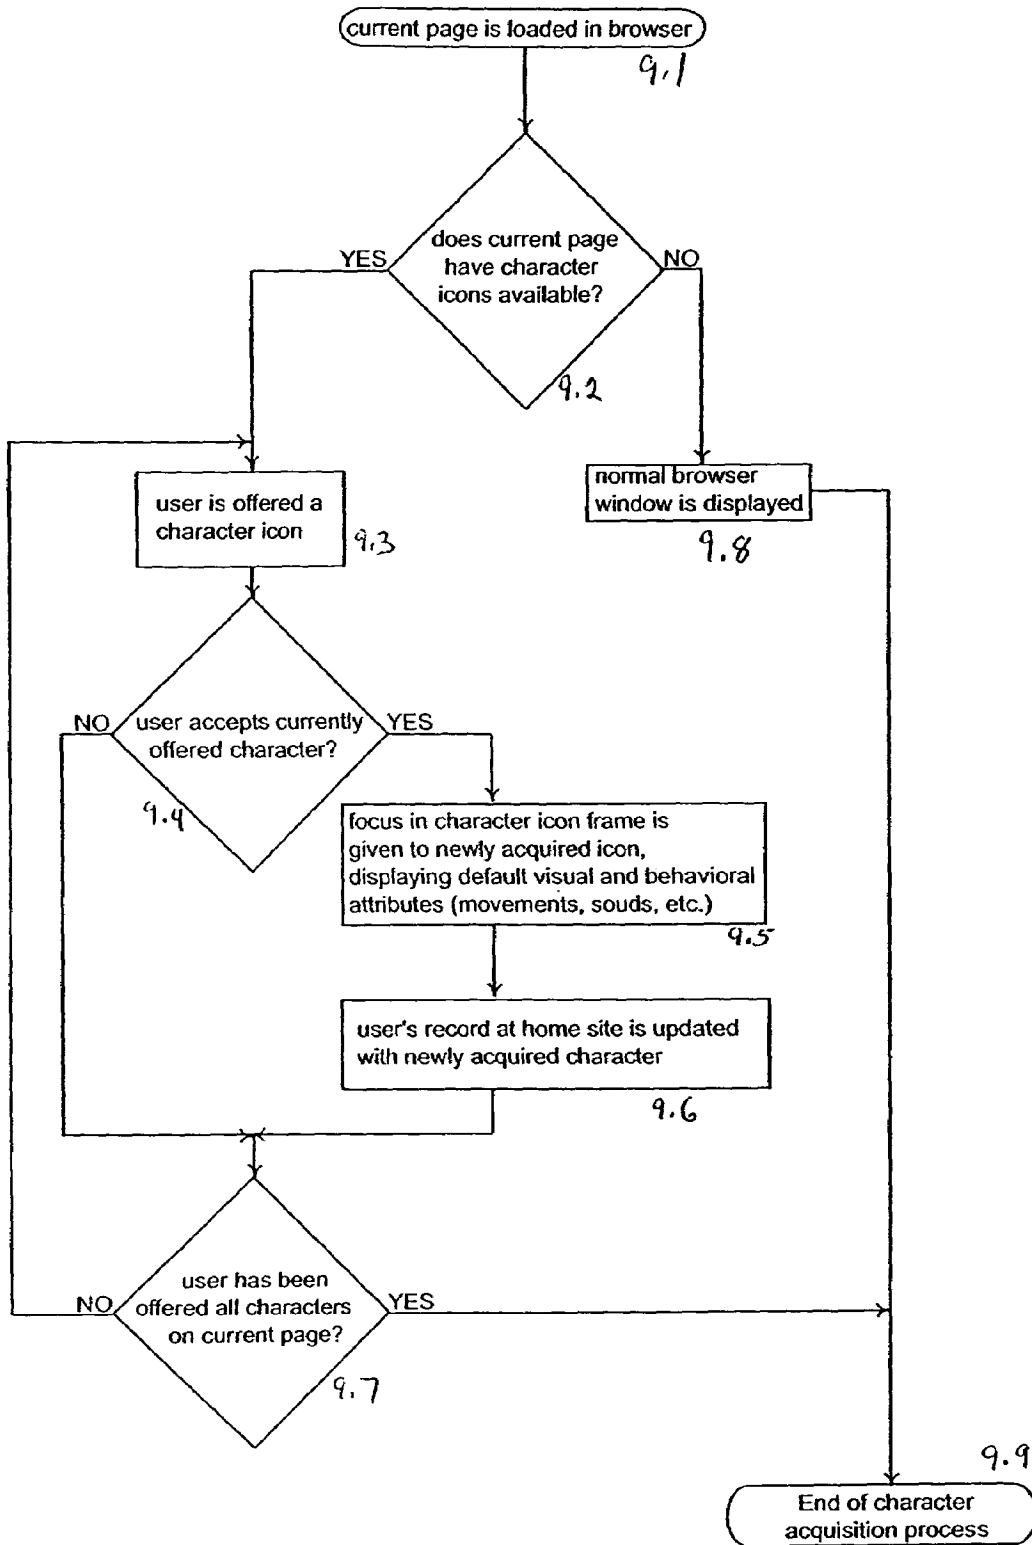 current page is loaded in browser
9.1
does current page
have character
icons available?
YES
NO
9.2
user is offered a
character icon
9.3
normal browser
window is displayed
9.8
user accepts currently
offered character?
NO
YES
9.4
focus in character icon frame is
given to newly acquired icon,
displaying default visual and behavioral
attributes (movements, souds, etc.)
9.5
user's record at home site is updated
with newly acquired character
9.6
user has been
offered all characters
on current page?
NO
YES
9.7
9.9
End of character
acquisition process